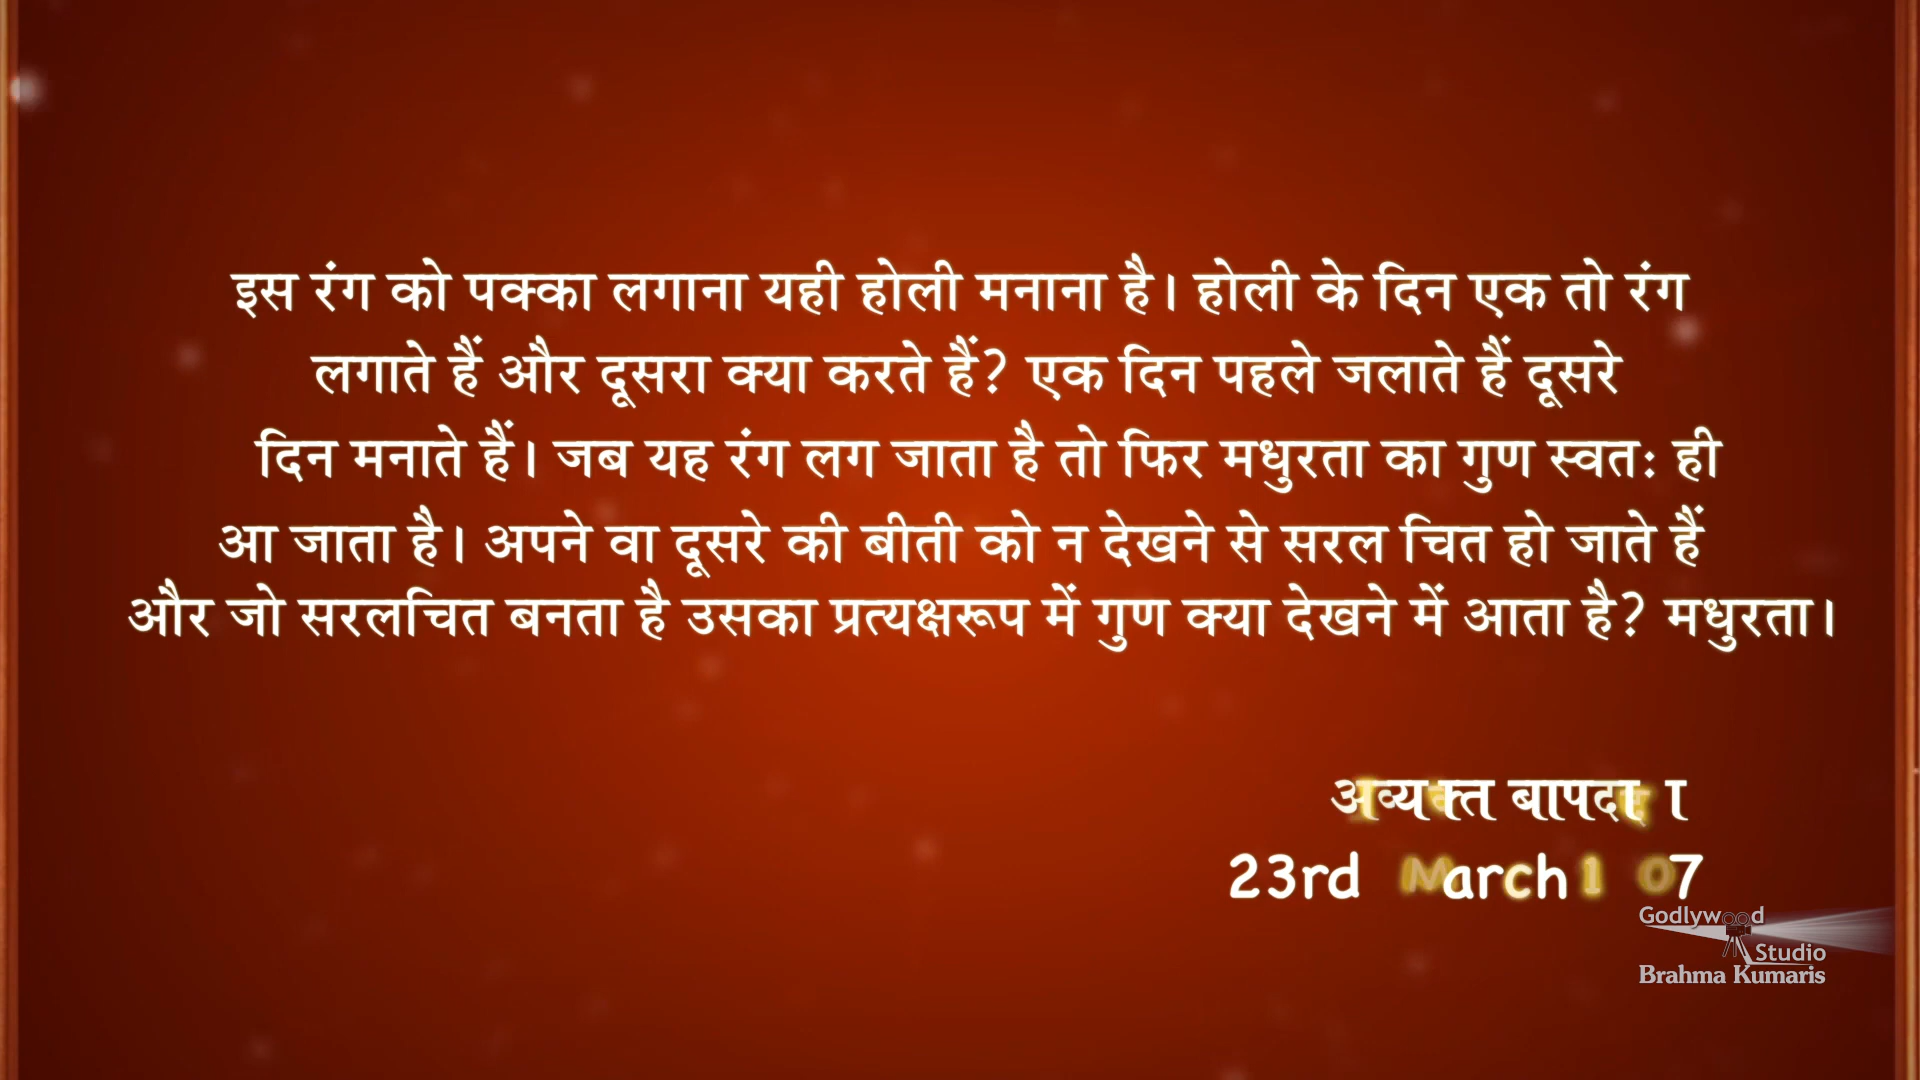 इस रंग को पक्का लगाना यही होली मनाना है। होली के दिन एक तो रंग
लगाते हैं और दूसरा क्या करते हैं? एक दिन पहले जलाते हैं दूसरे
दिन मनाते हैं। जब यह रंग लग जाता है तो फिर मधुरता का गुण स्वतः ही
आ जाता है। अपने वा दूसरे की बीती को न देखने से सरल चित हो जाते हैं
और जो सरलचित बनता है उसका प्रत्यक्षरूप में गुण क्या देखने में आता है? मधुरता।
अव्यक्त बापदादा
23rd March
Godlywood
Studio
Brahma Kumaris